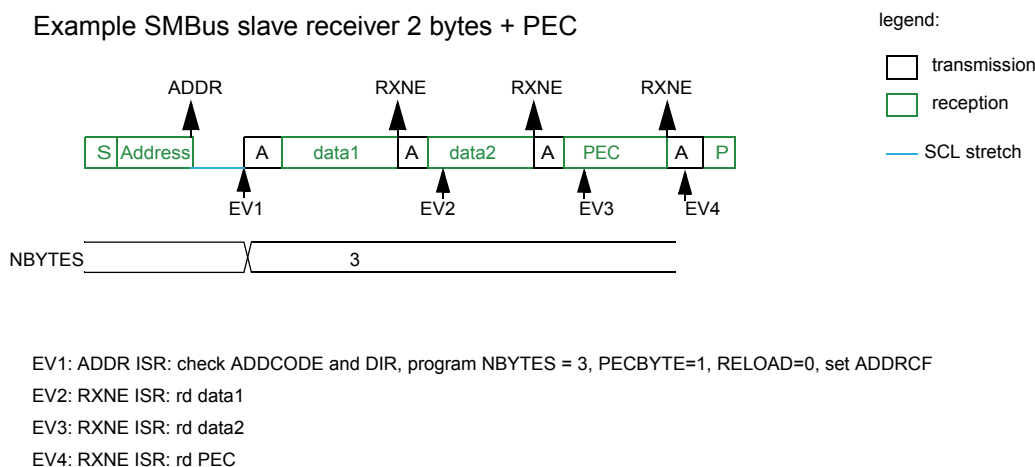 Example SMBus slave receiver 2 bytes + PEC
legend:
transmission
reception
SCL stretch
ADDR RXNE RXNE RXNE
S Address A data1 A data2 A PEC A P
EV1 EV2 EV3 EV4
NBYTES 3
EV1: ADDR ISR: check ADDCODE and DIR, program NBYTES = 3, PECBYTE=1, RELOAD=0, set ADDRCF
EV2: RXNE ISR: rd data1
EV3: RXNE ISR: rd data2
EV4: RXNE ISR: rd PEC